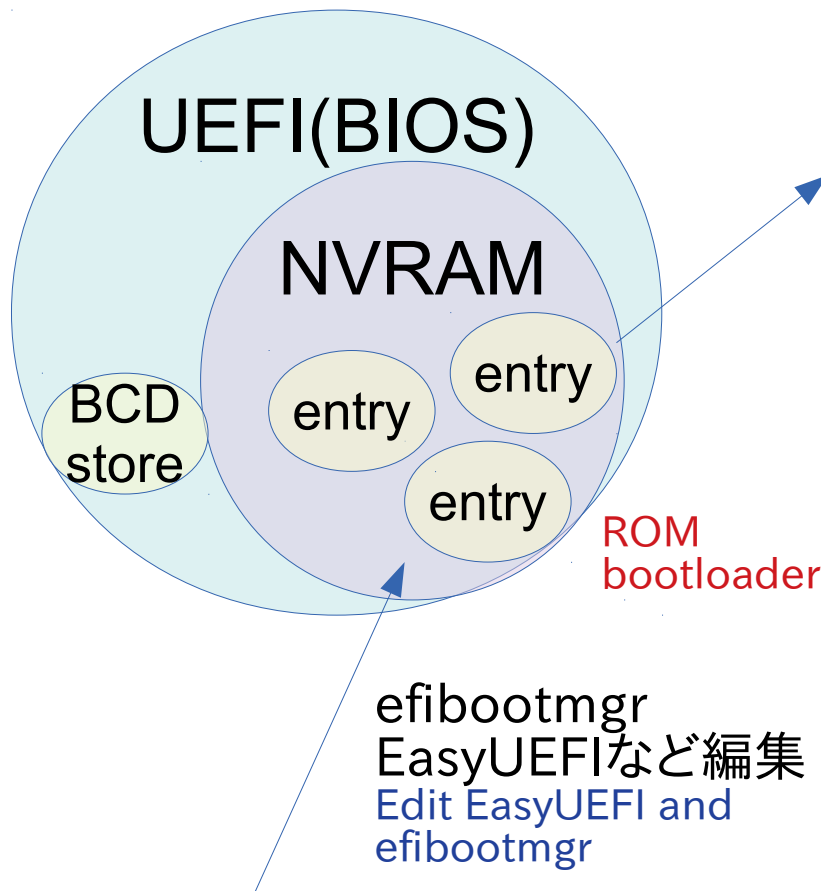 UEFI(BIOS)
NVRAM
entry
entry
BCD
store
entry
ROM
bootloader
efibootmgr
EasyUEFIなど編集
Edit EasyUEFI and
efibootmgr